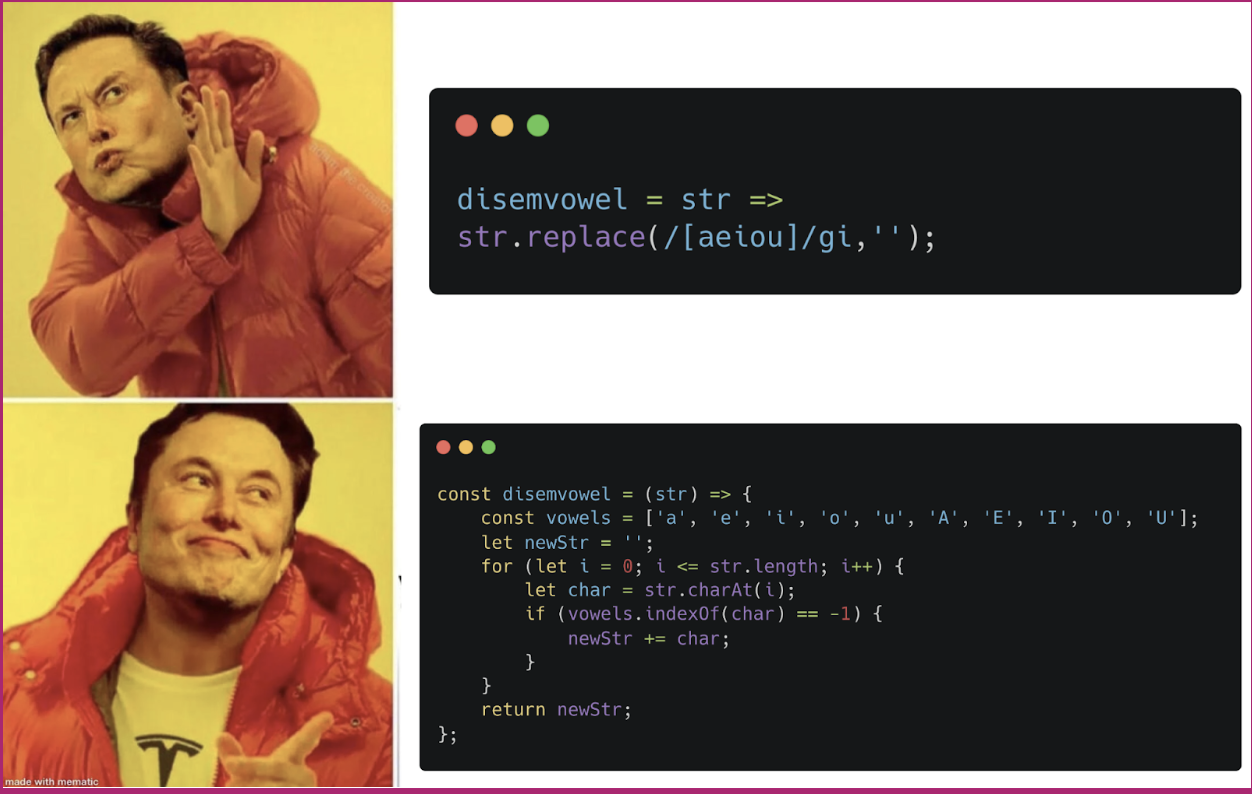 disemvowel = str =>
str.replace(/[aeiou]/gi,'');
const disemvowel = (str) => {
    const vowels = ['a', 'e', 'i', 'o', 'u', 'A', 'E', 'I', 'O', 'U'];
    let newStr = '';
    for (let i = 0; i <= str.length; i++) {
        let char = str.charAt(i);
        if (vowels.indexOf(char) == -1) {
            newStr += char;
        }
    }
    return newStr;
};
made with mematic